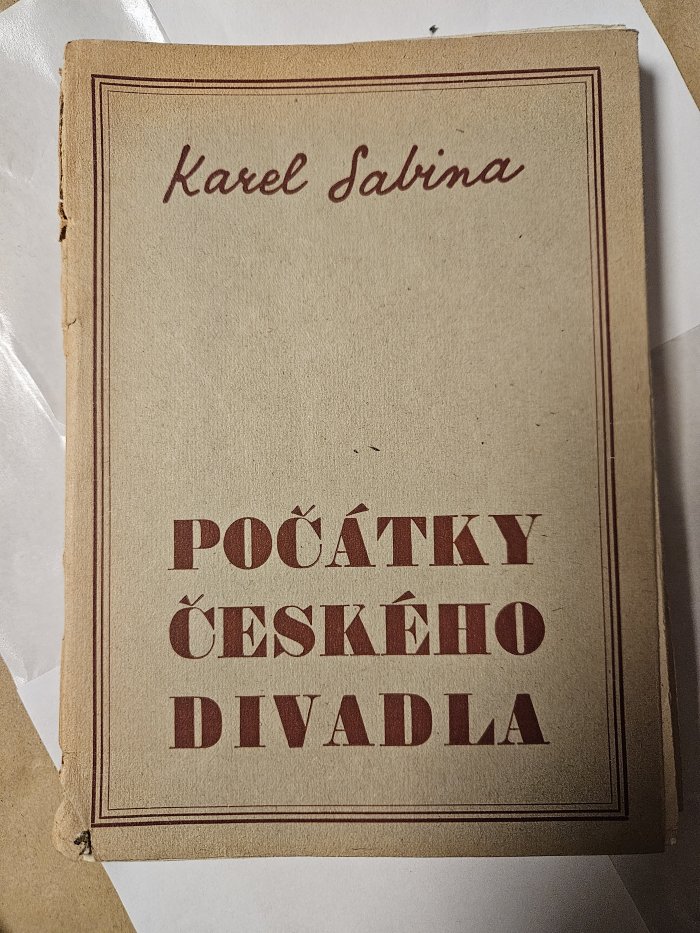 Karel Sabina
POČÁTKY
ČESKÉHO
DIVADLA